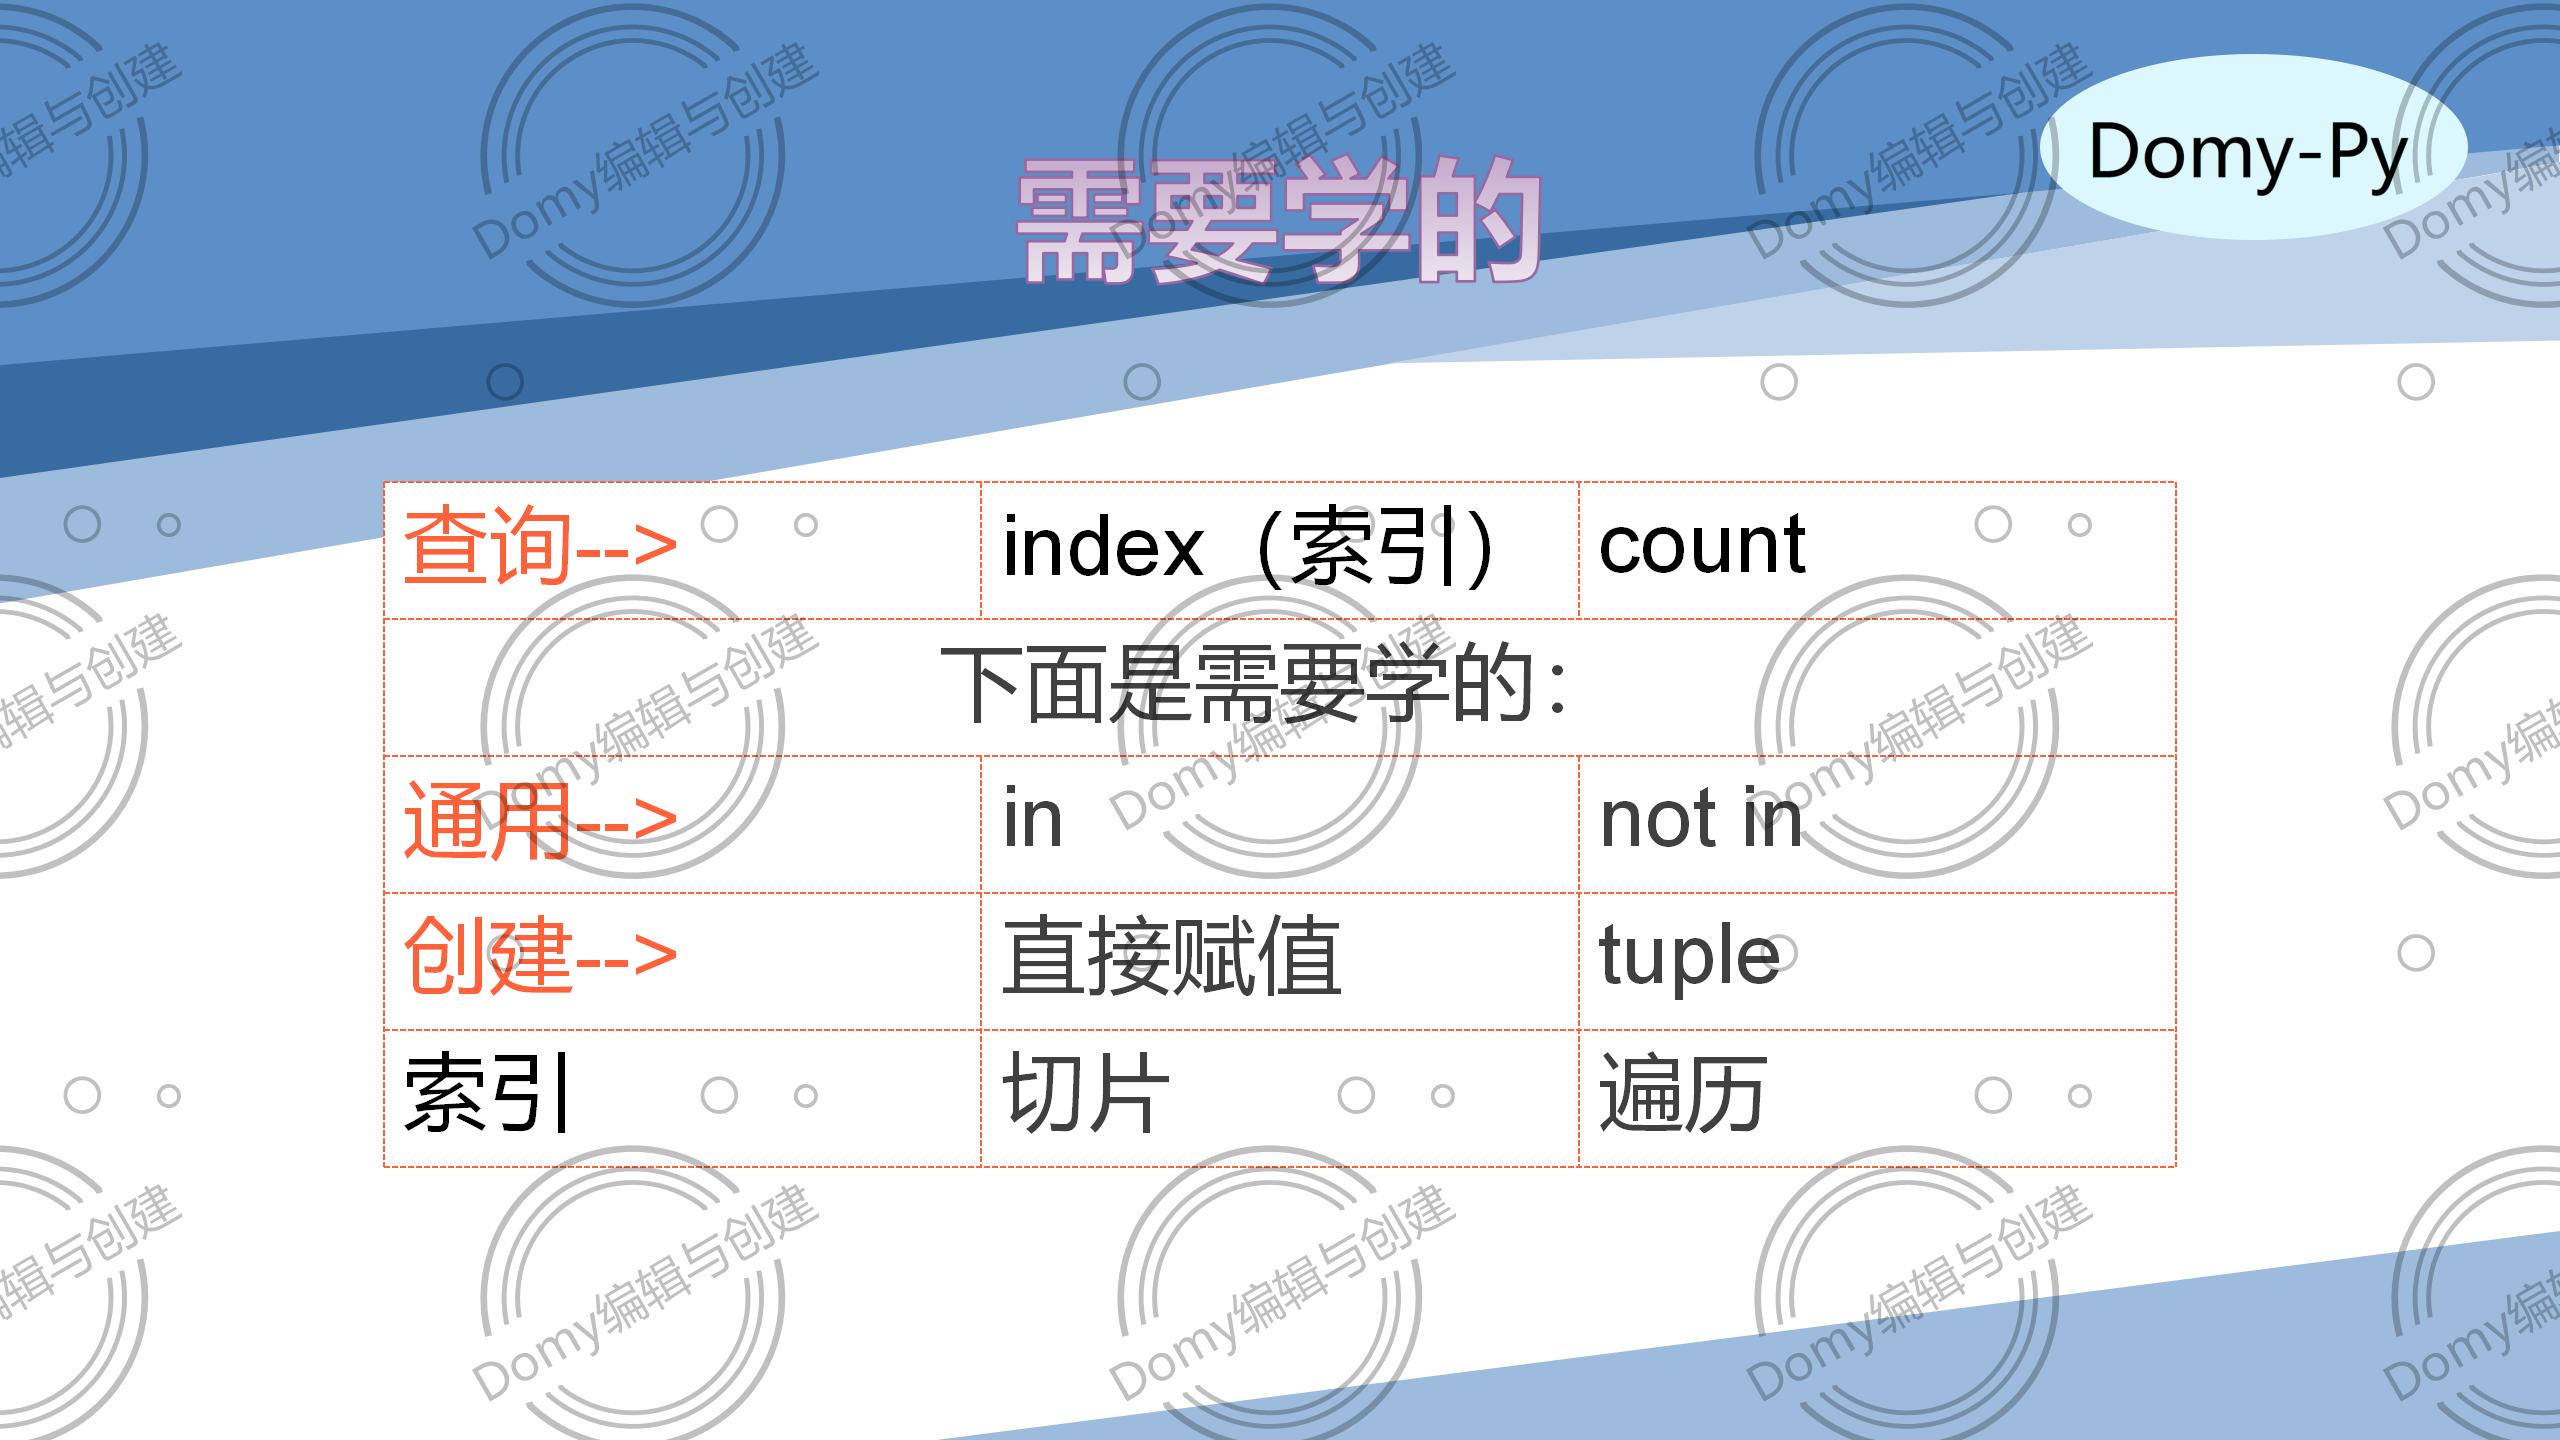 Domy-Py
需要学的
查询--> index（索引） count
下面是需要学的：
通用--> in not in
创建--> 直接赋值 tuple
索引 切片 遍历
Domy编辑与创建